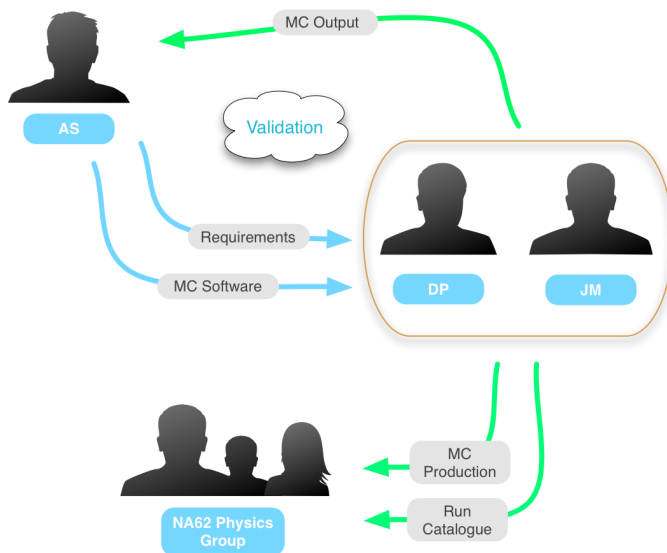 MC Output
AS
Validation
Requirements
MC Software
DP
JM
MC
Production
Run
Catalogue
NA62 Physics
Group